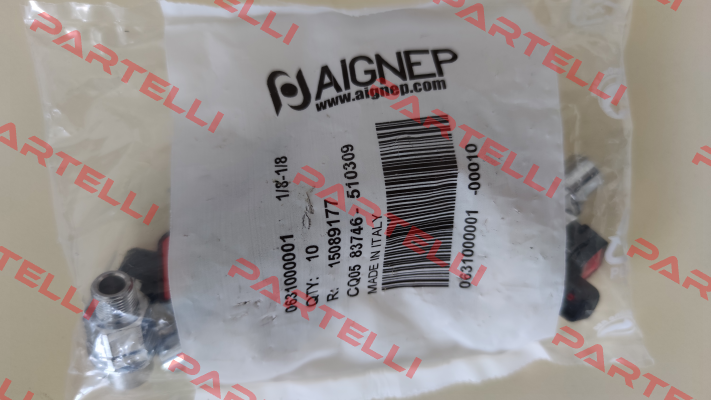 AIGNEP
www.aignep.com
0631000001 1/8-1/8
QTY: 10
R: 15089177
CQ05 83746 - 510309
MADE IN ITALY
0631000001 -00010
PARTELLI
PARTELLI
PARTELLI
PARTELLI
PARTELLI
PARTELLI
PARTELLI
PARTELLI
PARTELLI